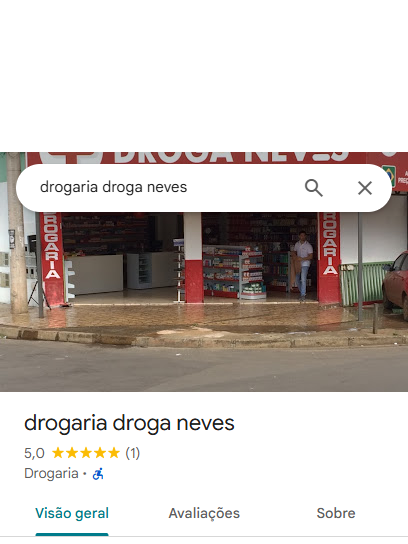 DROGA NEVES
drogaria droga neves
DROGARIA
DROGARIA
drogaria droga neves
5,0 (1)
Drogaria ·
Visão geral
Avaliações
Sobre